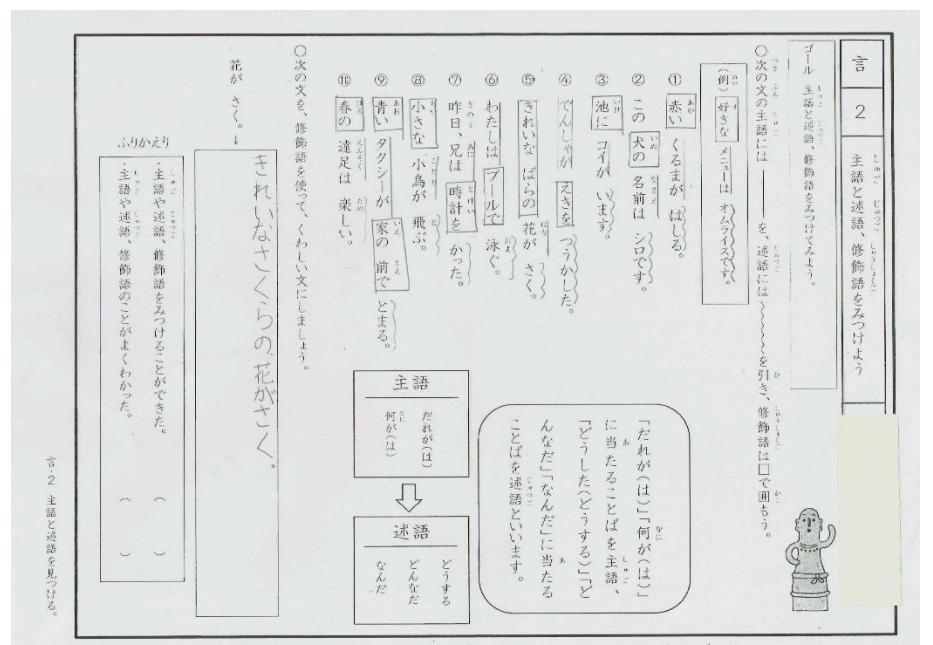 言
2
主語と述語、修飾語をみつけよう
ゴール 主語と述語、修飾語をみつけてみよう。
○次の文の主語には――――を、述語には〜〜〜〜〜を引き、修飾語は□で囲もう。
(例) 好きな メニューは オムライスです。
① 赤い くるまが はしる。
② この 犬の 名前は シロです。
③ 池に コイが います。
④ でんしゃが えきを つうかした。
⑤ きれいな ばらの 花が さく。
⑥ わたしは プールで 泳ぐ。
⑦ 昨日、兄は 時計を かった。
⑧ 小さな 小鳥が 飛ぶ。
⑨ 青い タクシーが 家の 前で とまる。
⑩ 春の 遠足は 楽しい。
「だれが(は)」「何が(は)」
に当たることばを主語、
「どうした(どうする)」「ど
んなだ」「なんだ」に当たる
ことばを述語といいます。
主語
だれが(は)
何が(は)
述語
どうする
どんなだ
なんだ
○次の文を、修飾語を使って、くわしい文にしましょう。
花が さく。→
きれいなさくらの花がさく。
ふりかえり
・主語や述語、修飾語をみつけることができた。 ( )
・主語や述語、修飾語のことがよくわかった。 ( )
言-2 主語と述語を見つける。